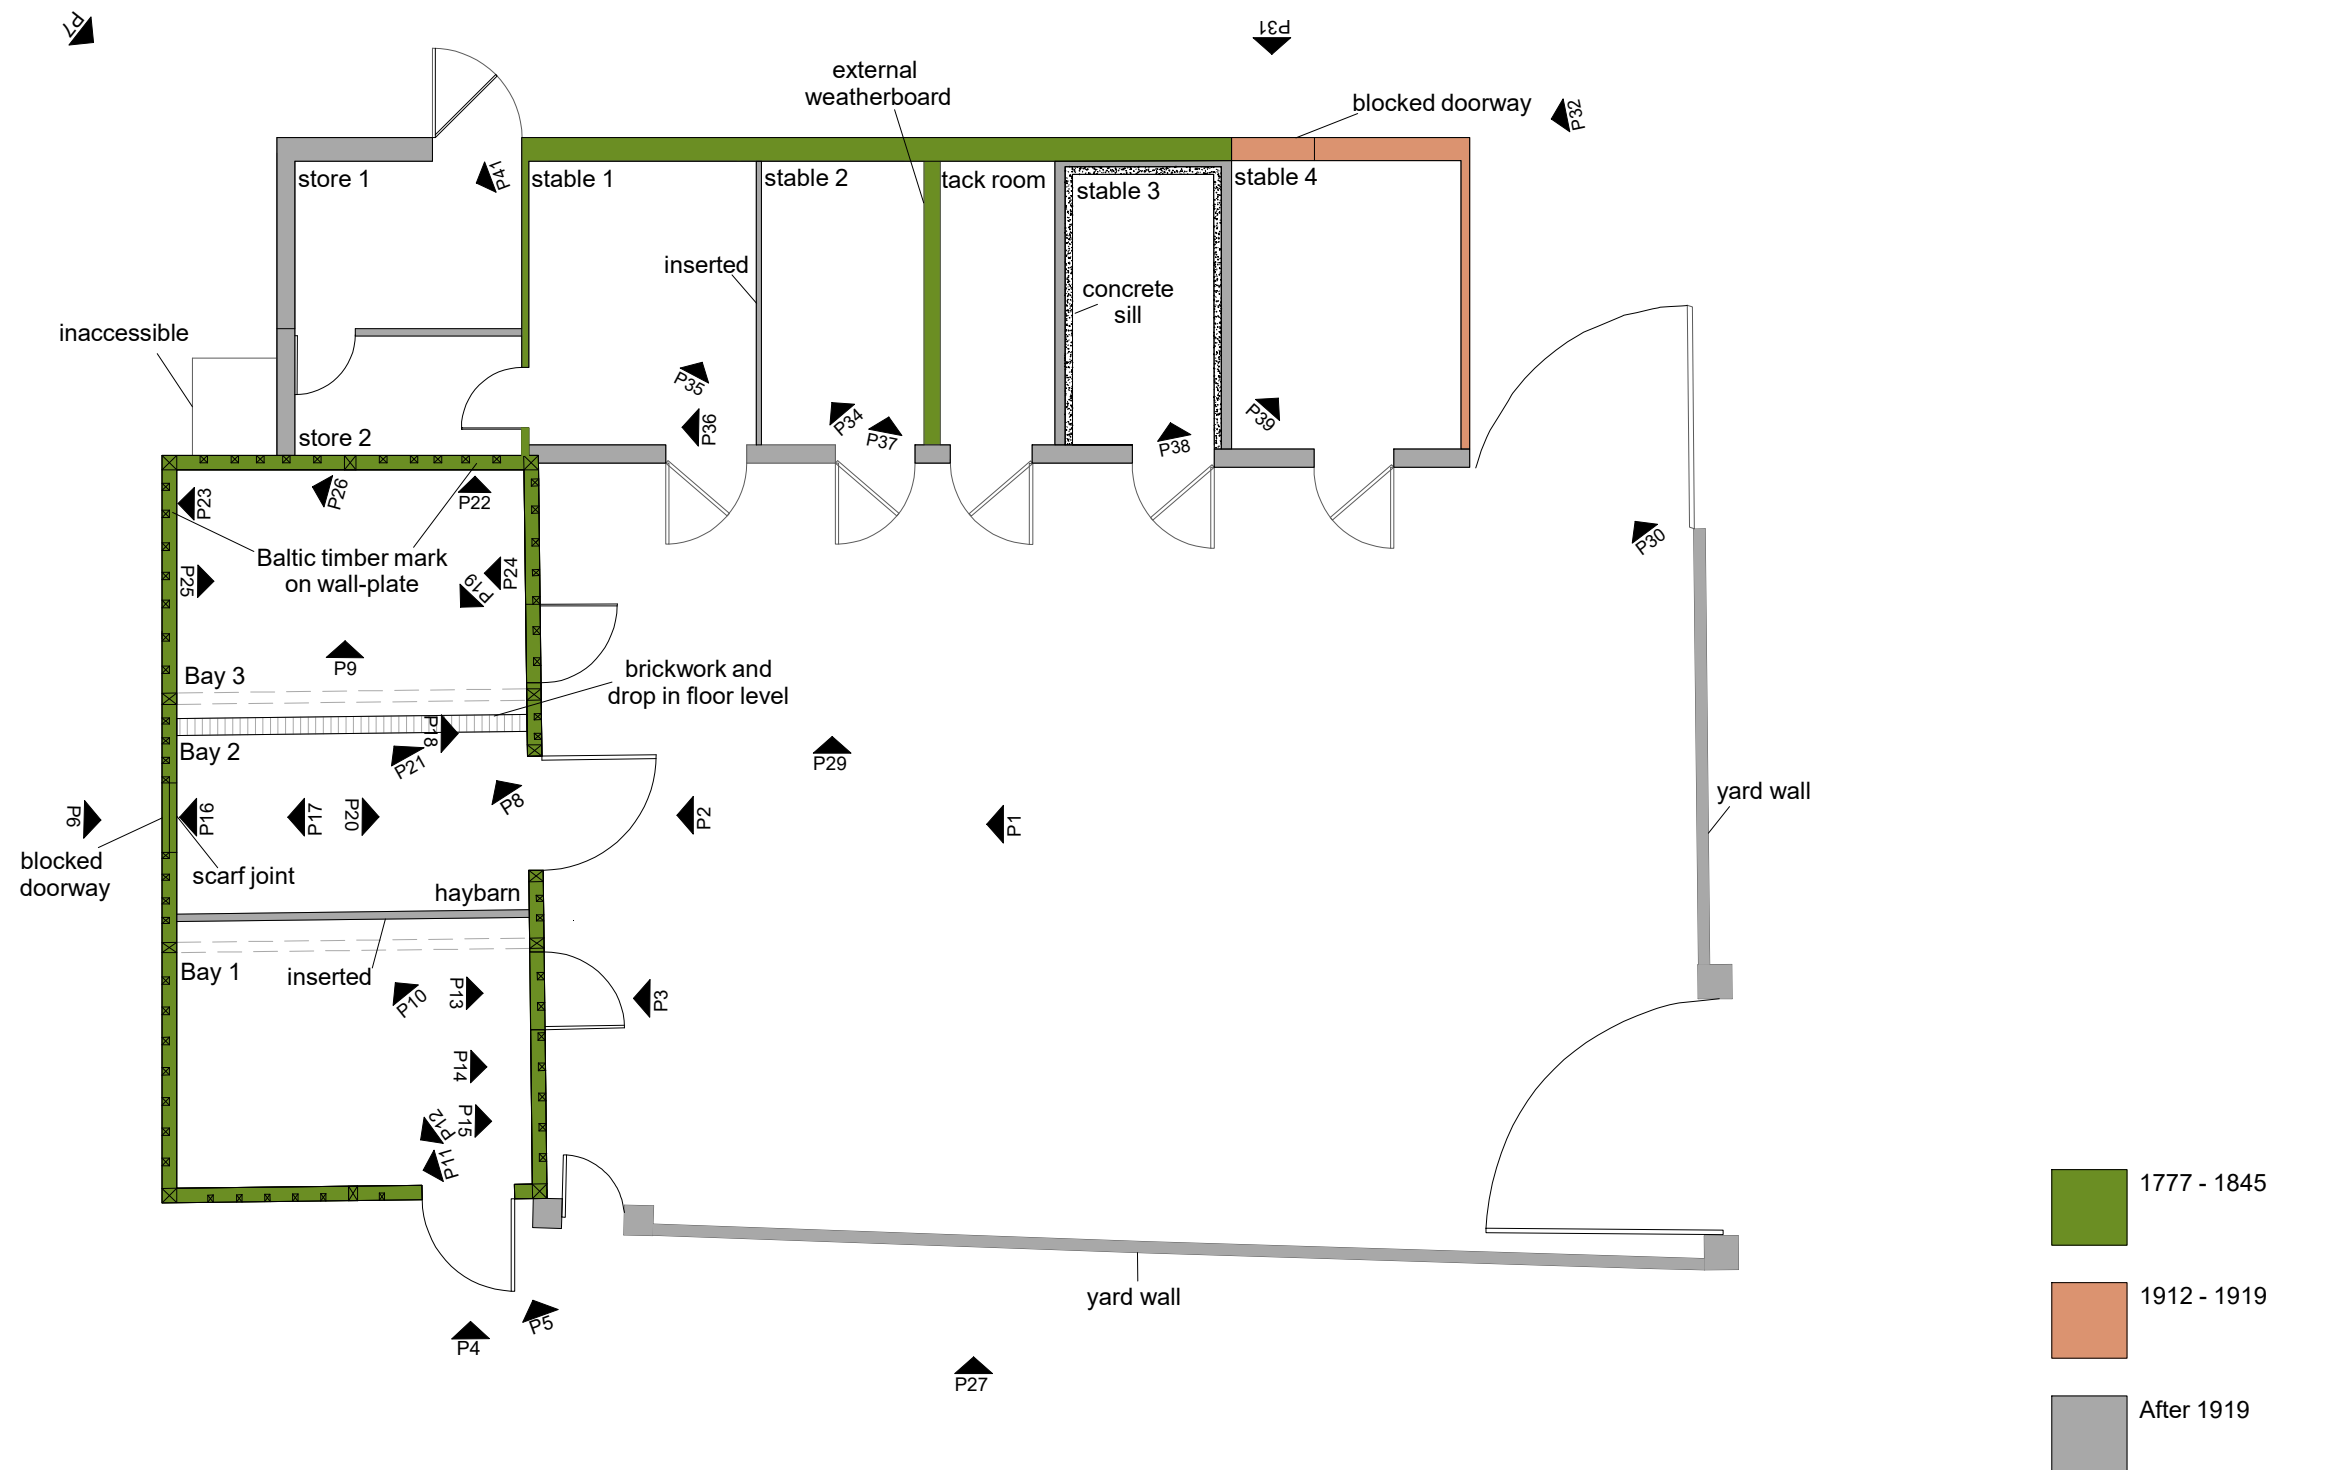 P7
P31
external
weatherboard
blocked doorway
P32
store 1
P41
stable 1
stable 2
tack room
stable 3
stable 4
inserted
concrete
sill
inaccessible
P35
P36
P34
P37
P38
P39
store 2
P23
P26
P22
P30
Baltic timber mark
on wall-plate
P25
P19
P24
P9
Bay 3
brickwork and
drop in floor level
P18
Bay 2
P21
P29
P8
yard wall
P6
P16
P17
P20
P2
P1
blocked
doorway
scarf joint
haybarn
Bay 1
inserted
P10
P13
P3
P14
P12
P15
P11
1777 - 1845
yard wall
1912 - 1919
P5
P4
P27
After 1919